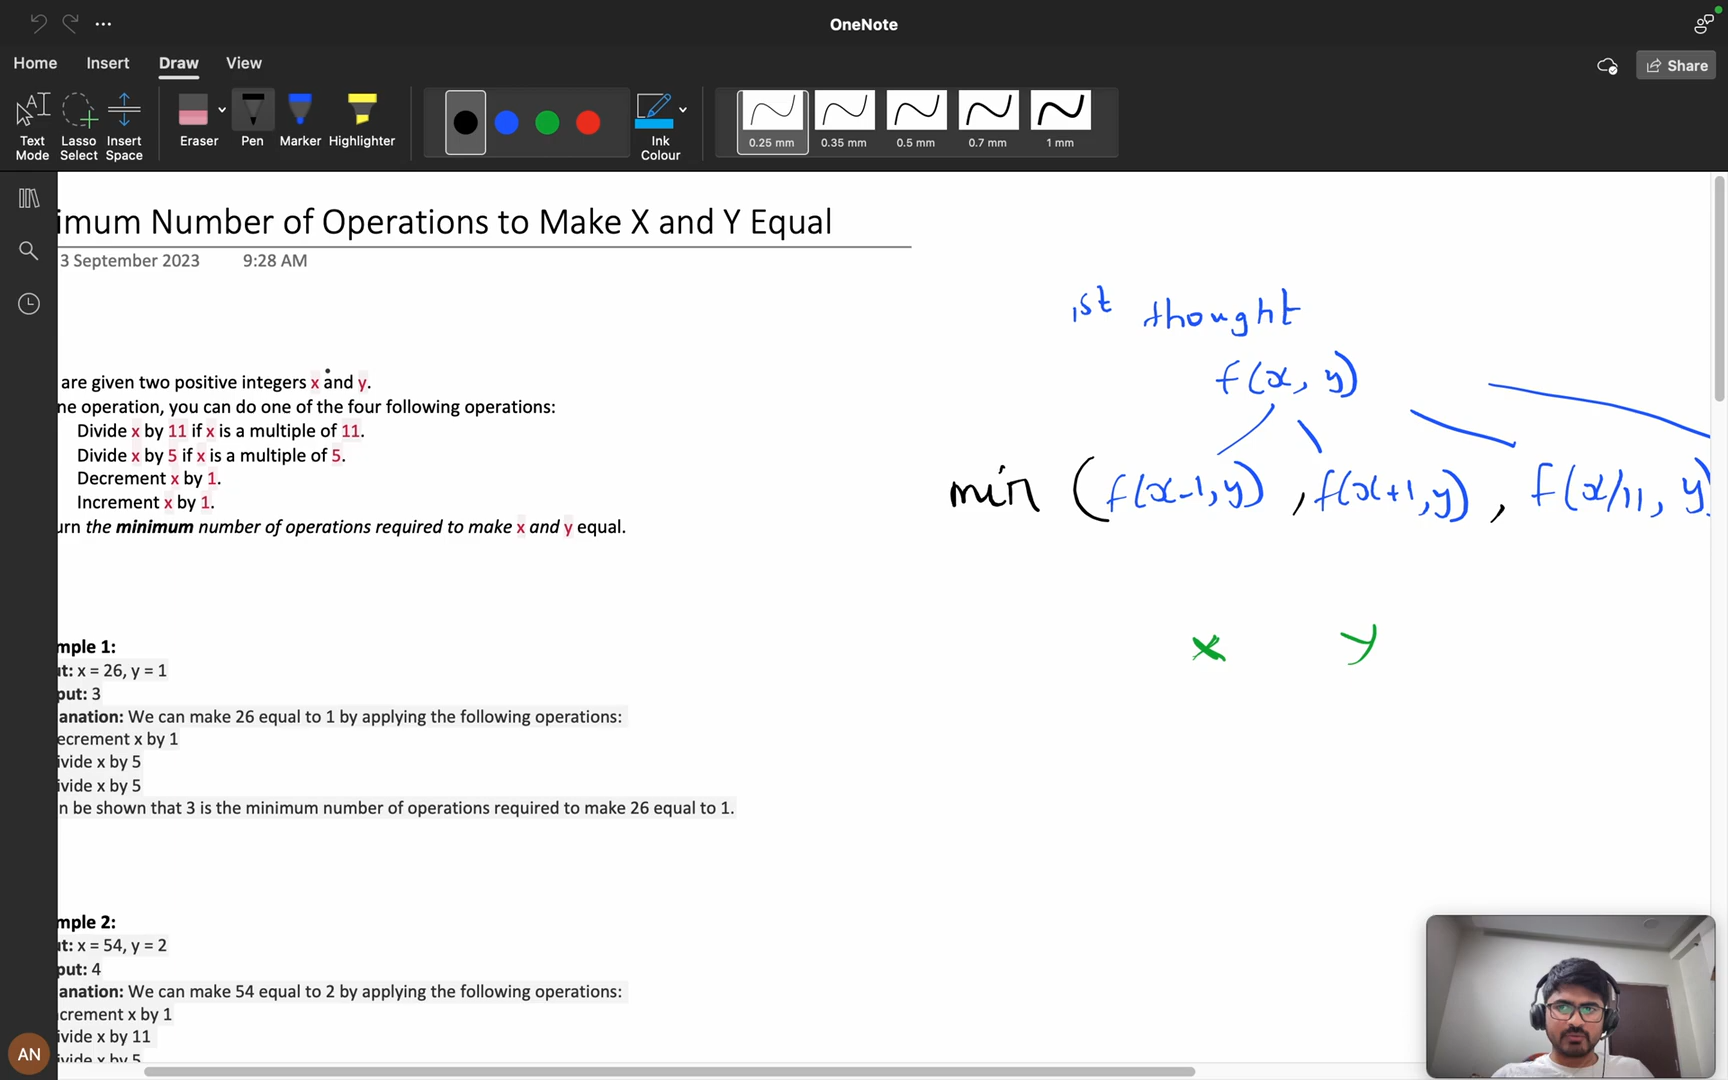 OneNote
Home Insert Draw View
Share
Text Mode
Lasso Select
Insert Space
Eraser
Pen
Marker
Highlighter
Ink Colour
0.25 mm
0.35 mm
0.5 mm
0.7 mm
1 mm
imum Number of Operations to Make X and Y Equal
3 September 2023 9:28 AM
are given two positive integers x and y.
ne operation, you can do one of the four following operations:
Divide x by 11 if x is a multiple of 11.
Divide x by 5 if x is a multiple of 5.
Decrement x by 1.
Increment x by 1.
urn the minimum number of operations required to make x and y equal.
mple 1:
ut: x = 26, y = 1
put: 3
anation: We can make 26 equal to 1 by applying the following operations:
ecrement x by 1
ivide x by 5
ivide x by 5
n be shown that 3 is the minimum number of operations required to make 26 equal to 1.
mple 2:
ut: x = 54, y = 2
put: 4
anation: We can make 54 equal to 2 by applying the following operations:
ncrement x by 1
ivide x by 11
ivide x by 5
1st thought
f(x, y)
min (f(x-1,y) , f(x+1,y) , f(x/11, y)
x y
AN